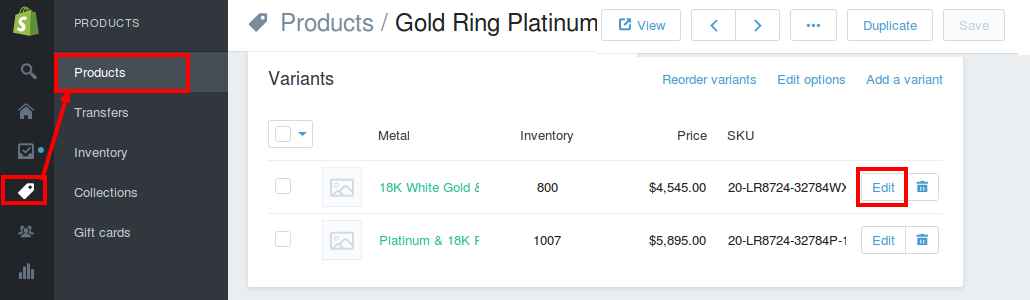 PRODUCTS
Products
Transfers
Inventory
Collections
Gift cards
Products / Gold Ring Platinum
View
Duplicate
Save
Variants
Reorder variants Edit options Add a variant
Metal Inventory Price SKU
18K White Gold & 800 $4,545.00 20-LR8724-32784WX Edit
Platinum & 18K 1007 $5,895.00 20-LR8724-32784P-1 Edit